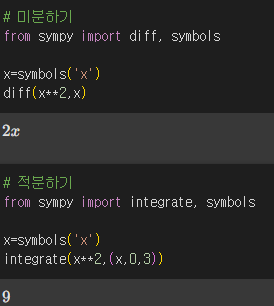 # 미분하기
from sympy import diff, symbols
x=symbols('x')
diff(x**2,x)
2x
# 적분하기
from sympy import integrate, symbols
x=symbols('x')
integrate(x**2,(x,0,3))
9